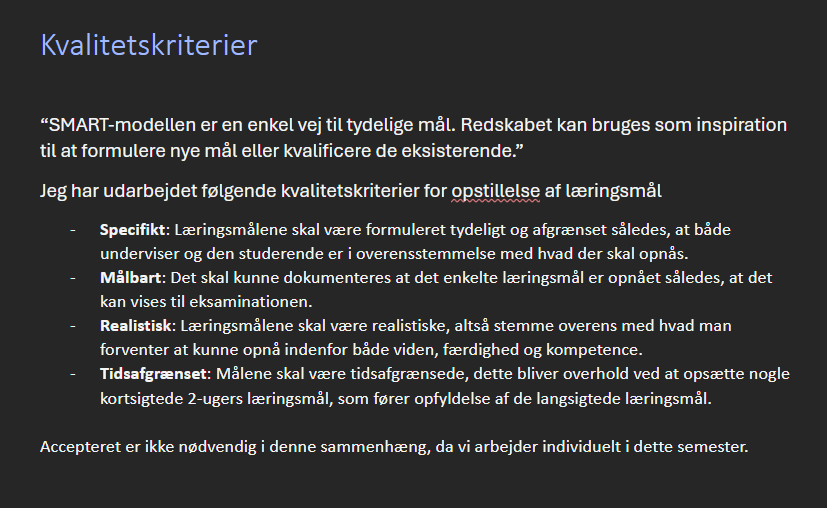 Kvalitetskriterier
“SMART-modellen er en enkel vej til tydelige mål. Redskabet kan bruges som inspiration
til at formulere nye mål eller kvalificere de eksisterende.”
Jeg har udarbejdet følgende kvalitetskriterier for opstillelse af læringsmål
- Specifikt: Læringsmålene skal være formuleret tydeligt og afgrænset således, at både
underviser og den studerende er i overensstemmelse med hvad der skal opnås.
- Målbart: Det skal kunne dokumenteres at det enkelte læringsmål er opnået således, at det
kan vises til eksaminationen.
- Realistisk: Læringsmålene skal være realistiske, altså stemme overens med hvad man
forventer at kunne opnå indenfor både viden, færdighed og kompetence.
- Tidsafgrænset: Målene skal være tidsafgrænsede, dette bliver overhold ved at opsætte nogle
kortsigtede 2-ugers læringsmål, som fører opfyldelse af de langsigtede læringsmål.
Accepteret er ikke nødvendig i denne sammenhæng, da vi arbejder individuelt i dette semester.